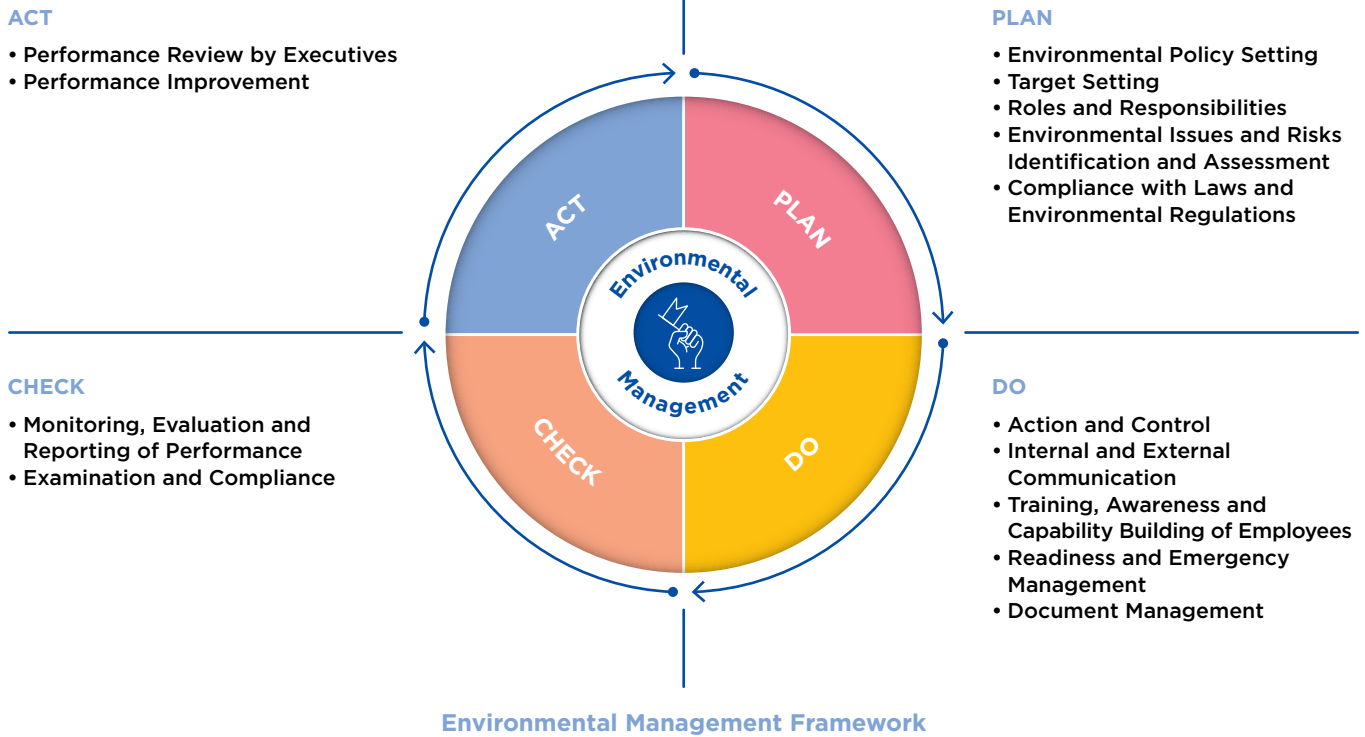 ACT
• Performance Review by Executives
• Performance Improvement
PLAN
• Environmental Policy Setting
• Target Setting
• Roles and Responsibilities
• Environmental Issues and Risks
Identification and Assessment
• Compliance with Laws and
Environmental Regulations
ACT
PLAN
Environmental
Management
CHECK
DO
CHECK
• Monitoring, Evaluation and
Reporting of Performance
• Examination and Compliance
DO
• Action and Control
• Internal and External
Communication
• Training, Awareness and
Capability Building of Employees
• Readiness and Emergency
Management
• Document Management
Environmental Management Framework